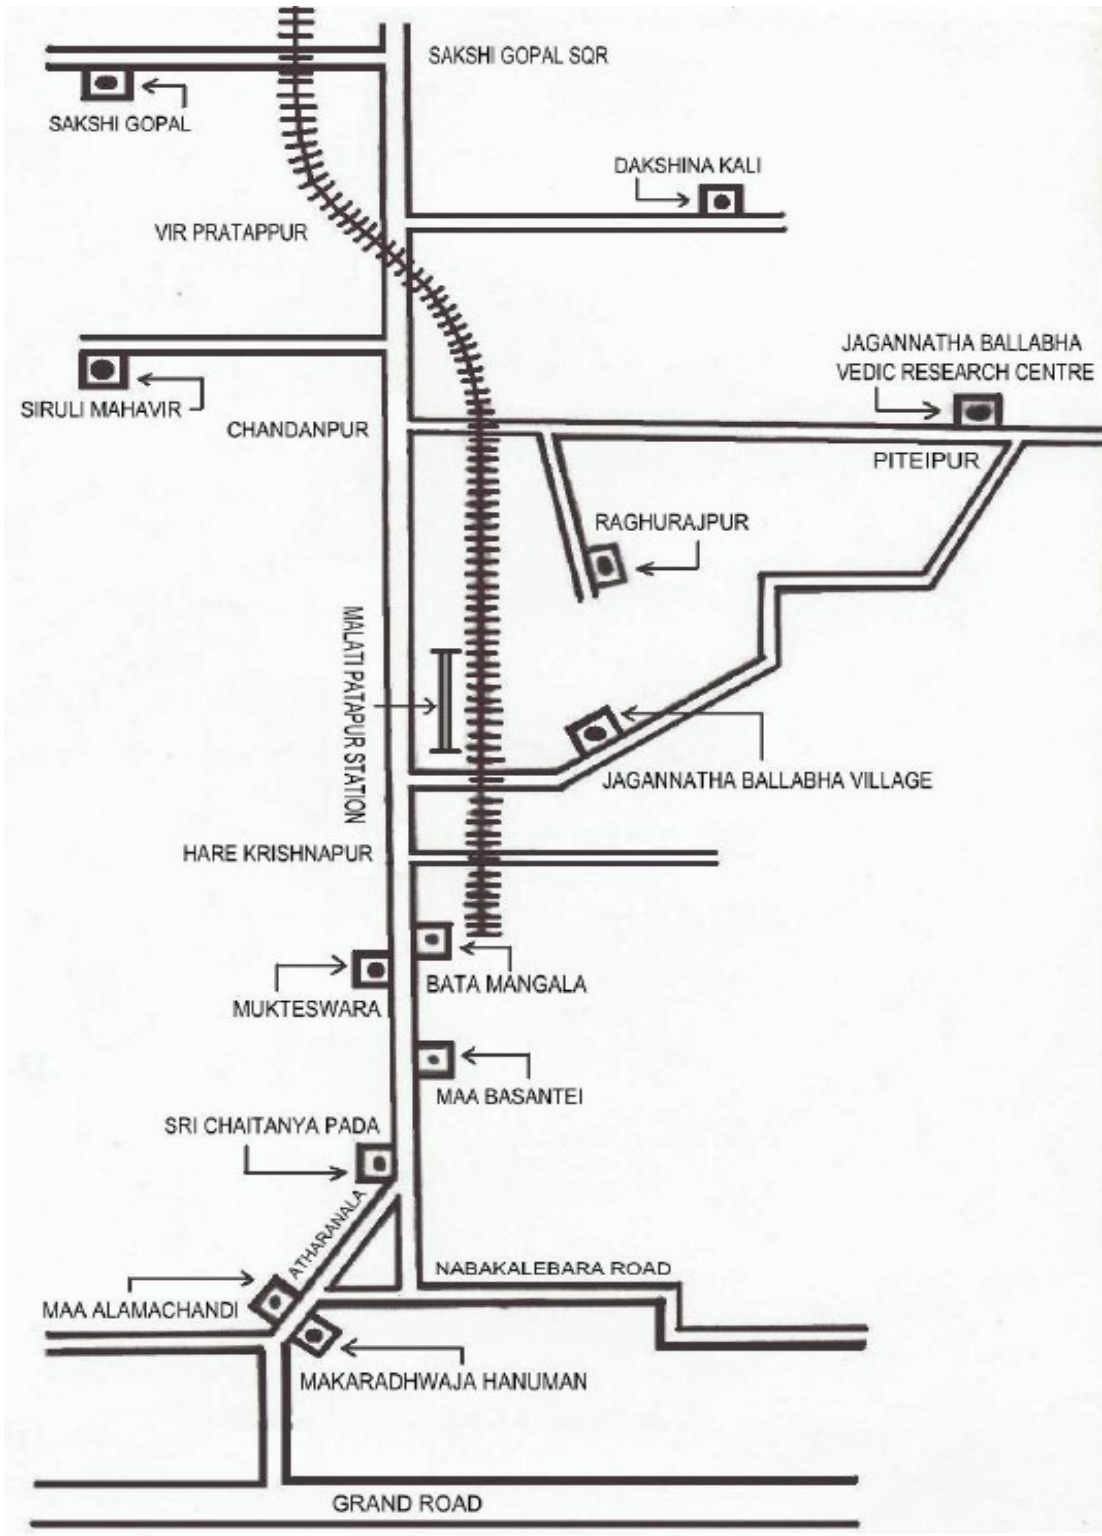 SAKSHI GOPAL SQR
SAKSHI GOPAL
DAKSHINA KALI
VIR PRATAPPUR
JAGANNATHA BALLABHA
VEDIC RESEARCH CENTRE
SIRULI MAHAVIR
CHANDANPUR
PITEIPUR
RAGHURAJPUR
MALATI PATAPUR STATION
JAGANNATHA BALLABHA VILLAGE
HARE KRISHNAPUR
BATA MANGALA
MUKTESWARA
MAA BASANTEI
SRI CHAITANYA PADA
ATHARANALA
NABAKALEBARA ROAD
MAA ALAMACHANDI
MAKARADHWAJA HANUMAN
GRAND ROAD